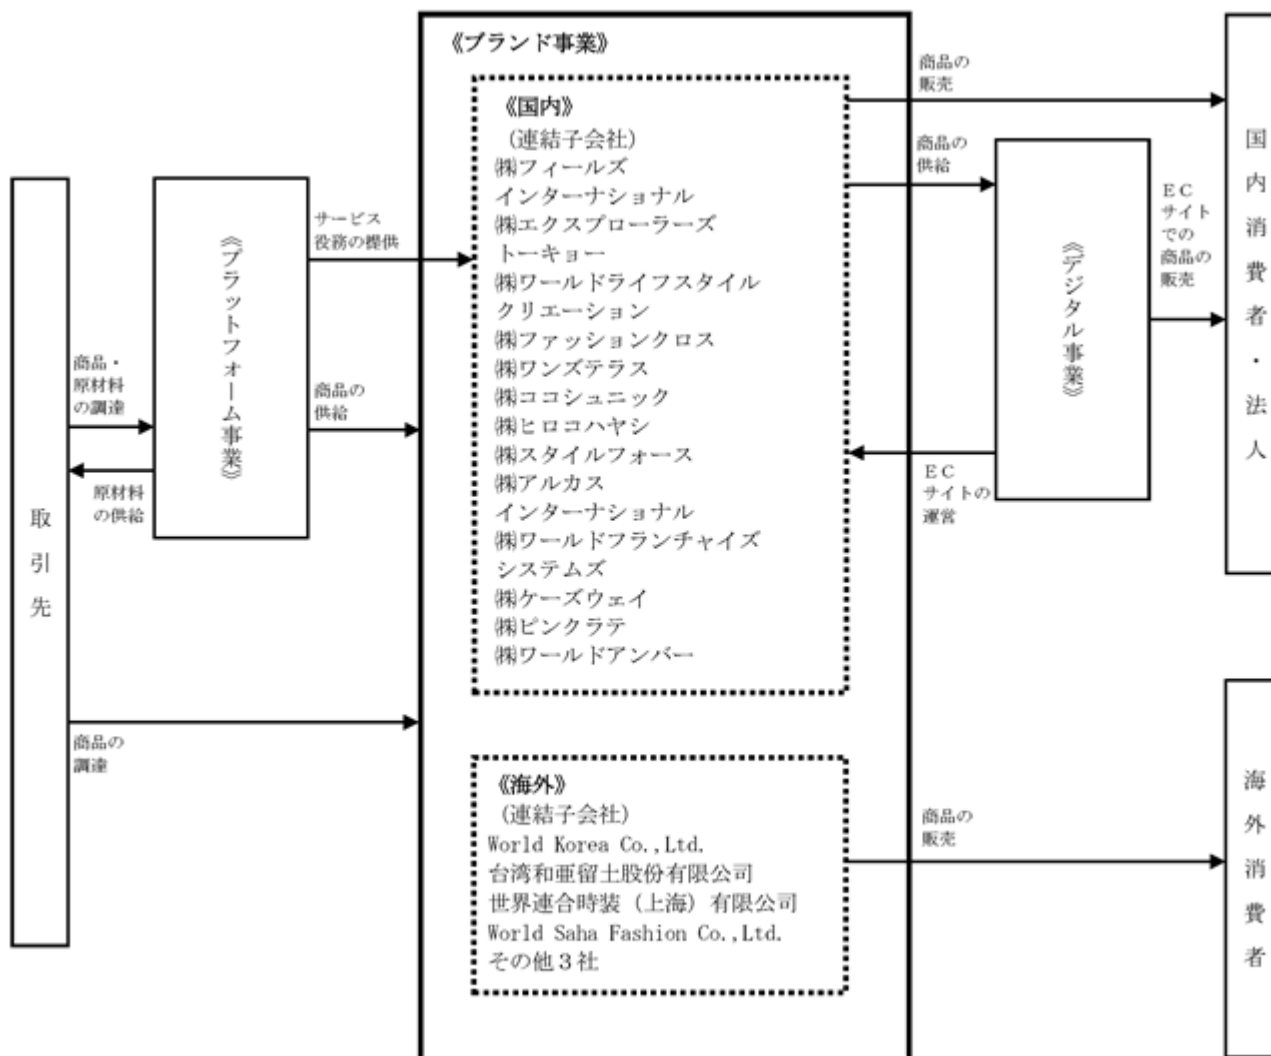 取引先
商品・
原材料
の調達
原材料
の供給
商品の
調達
《プラットフォーム事業》
サービス
役務の提供
商品の
供給
《ブランド事業》
《国内》
(連結子会社)
㈱フィールズ
インターナショナル
㈱エクスプローラーズ
トーキョー
㈱ワールドライフスタイル
クリエーション
㈱ファッションクロス
㈱ワンズテラス
㈱ココシュニック
㈱ヒロコハヤシ
㈱スタイルフォース
㈱アルカス
インターナショナル
㈱ワールドフランチャイズ
システムズ
㈱ケーズウェイ
㈱ピンクラテ
㈱ワールドアンバー
《海外》
(連結子会社)
World Korea Co.,Ltd.
台湾和亜留土股份有限公司
世界連合時装(上海)有限公司
World Saha Fashion Co.,Ltd.
その他3社
商品の
販売
商品の
供給
《デジタル事業》
EC
サイト
での
商品の
販売
EC
サイトの
運営
商品の
販売
国内消費者・法人
海外消費者